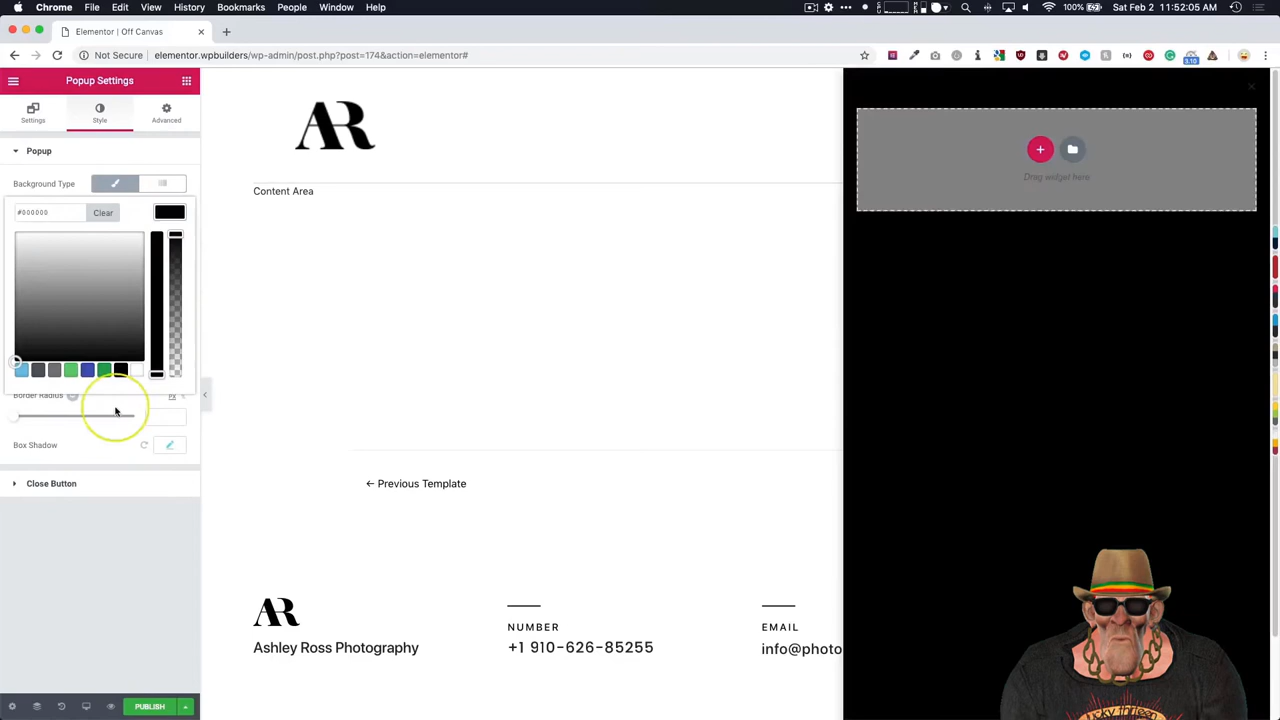 Chrome File Edit View History Bookmarks People Window Help
100% Sat Feb 2 11:52:05 AM
Elementor | Off Canvas
Not Secure elementor.wpbuilders/wp-admin/post.php?post=174&action=elementor#
5.10
Popup Settings
Settings Style Advanced
Popup
Background Type
#000000 Clear
Border Radius PX %
Box Shadow
Close Button
PUBLISH
AR
Content Area
← Previous Template
Drag widget here
AR
Ashley Ross Photography
NUMBER
+1 910-626-85255
EMAIL
info@photo